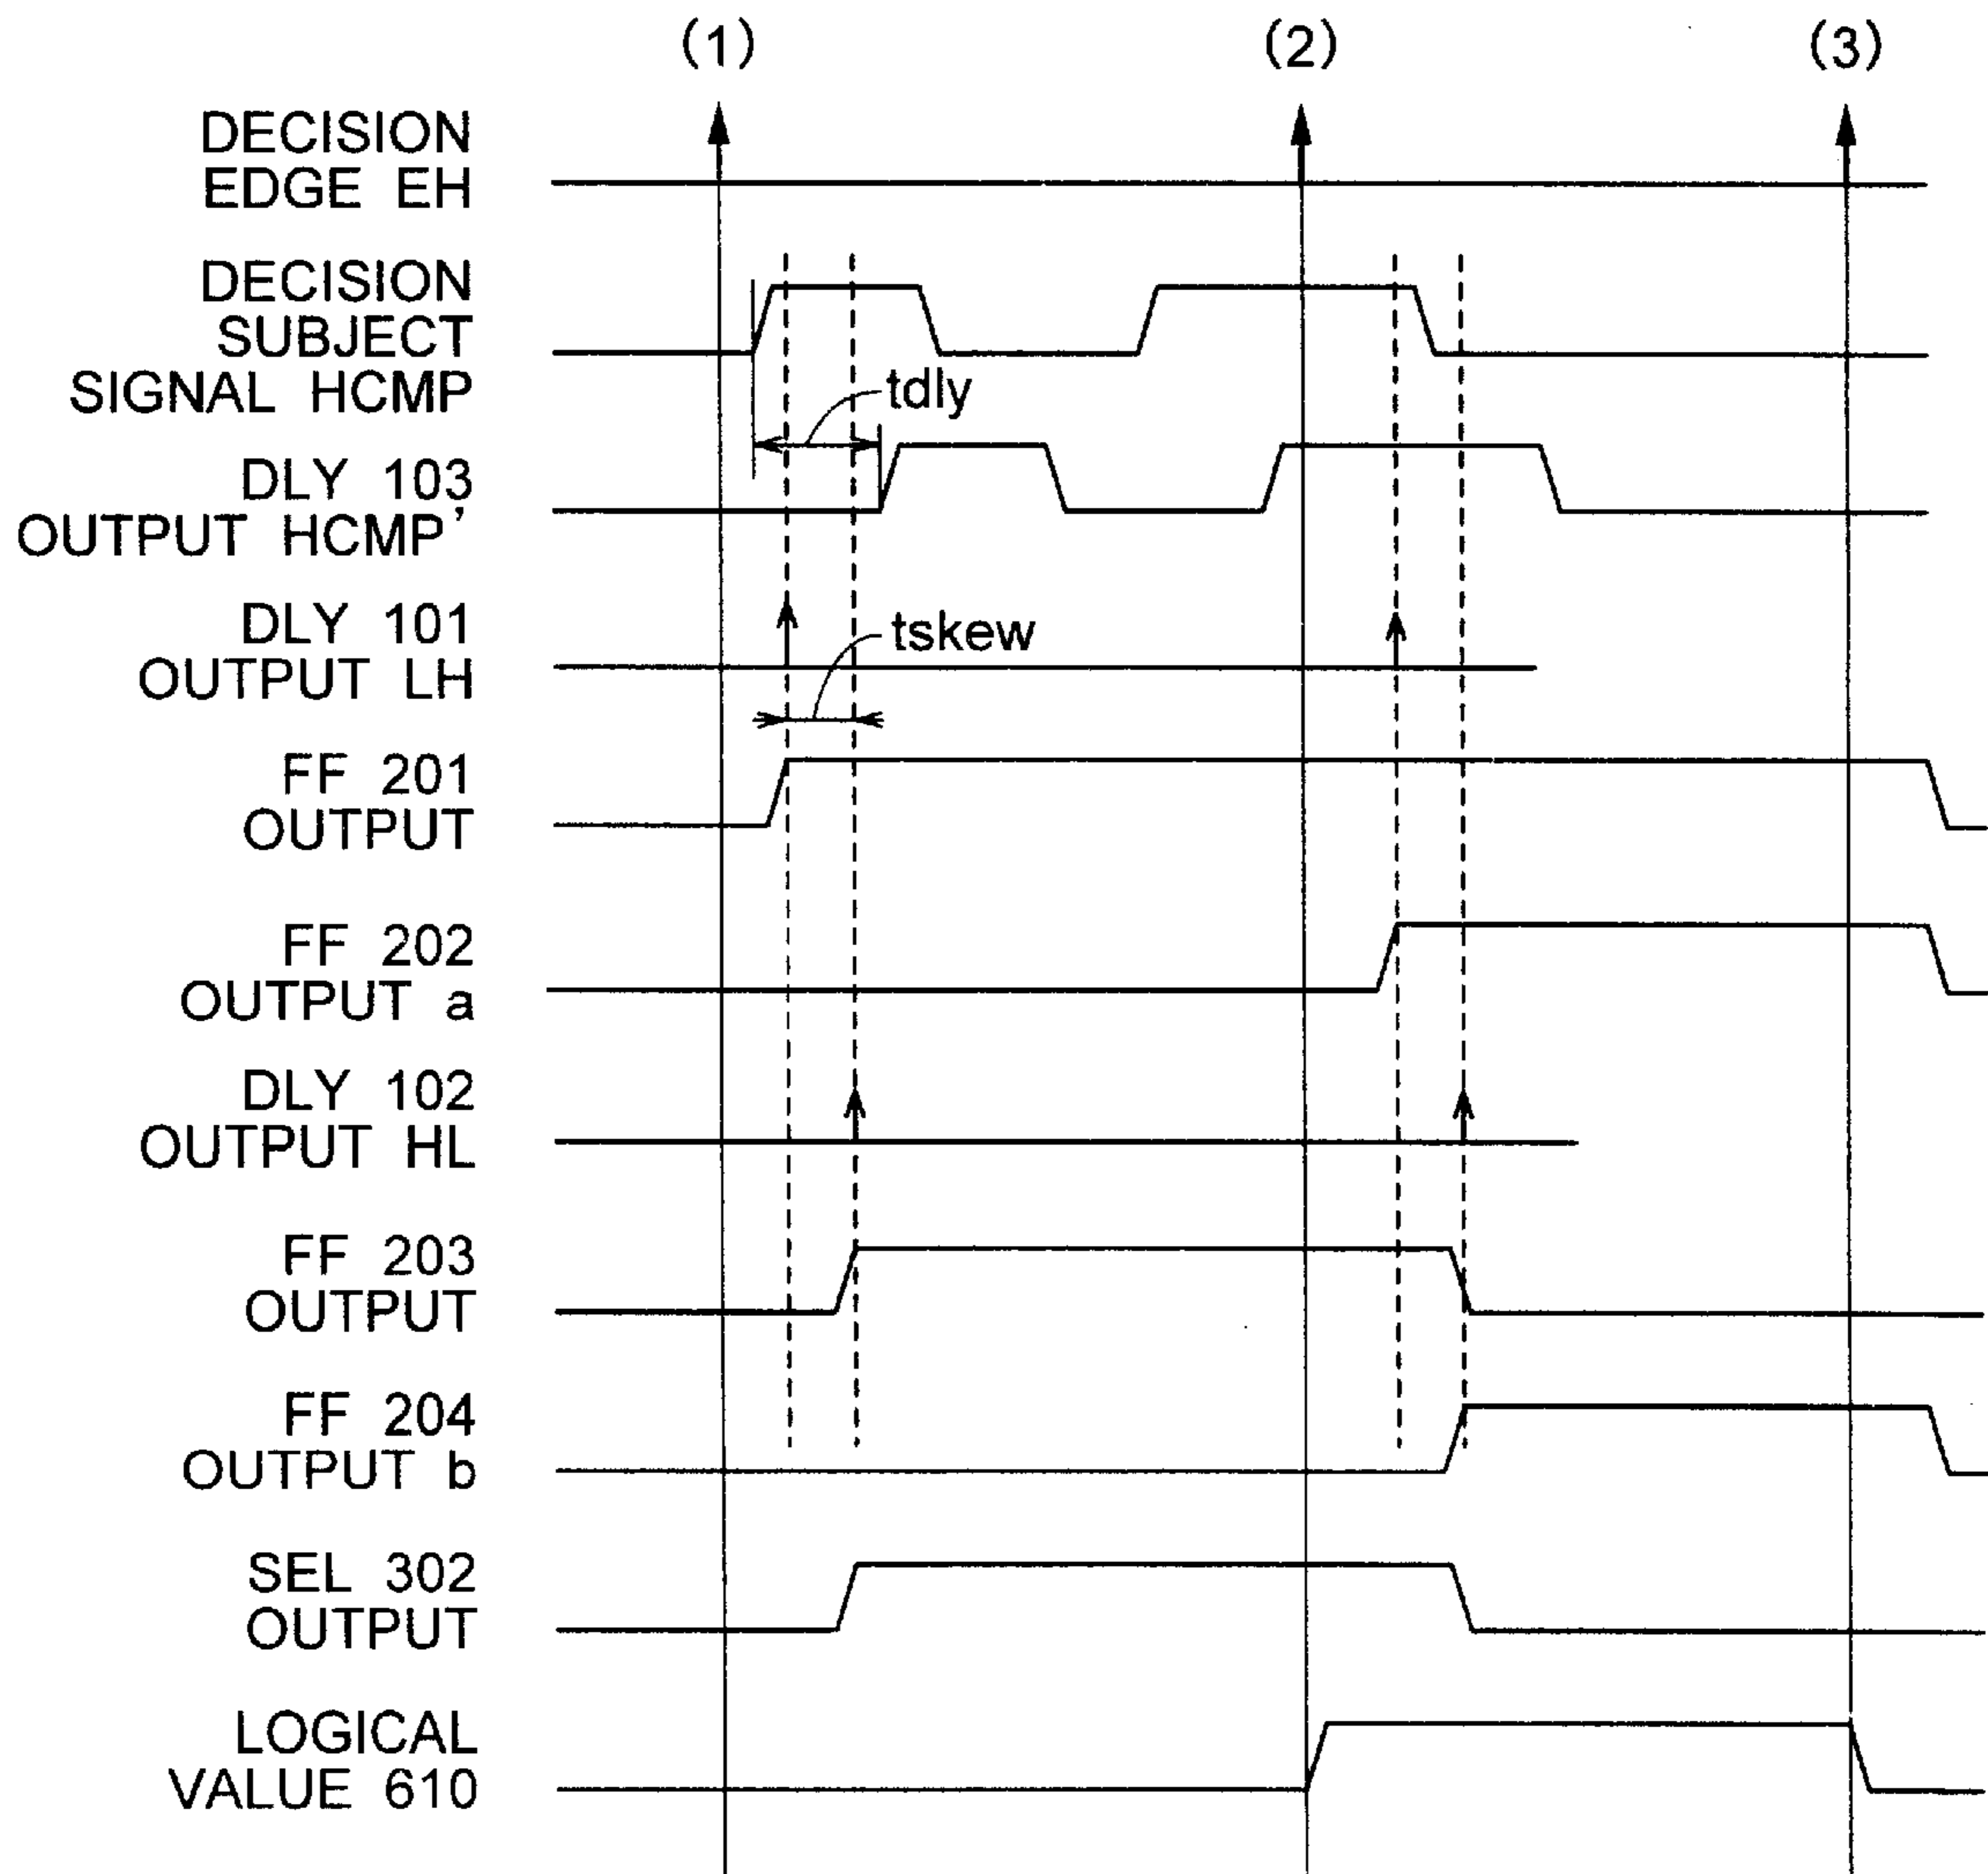 (1)
(2)
(3)
DECISION
EDGE EH
DECISION
SUBJECT
SIGNAL HCMP
tdly
DLY 103
OUTPUT HCMP'
DLY 101
OUTPUT LH
tskew
FF 201
OUTPUT
FF 202
OUTPUT a
DLY 102
OUTPUT HL
FF 203
OUTPUT
FF 204
OUTPUT b
SEL 302
OUTPUT
LOGICAL
VALUE 610